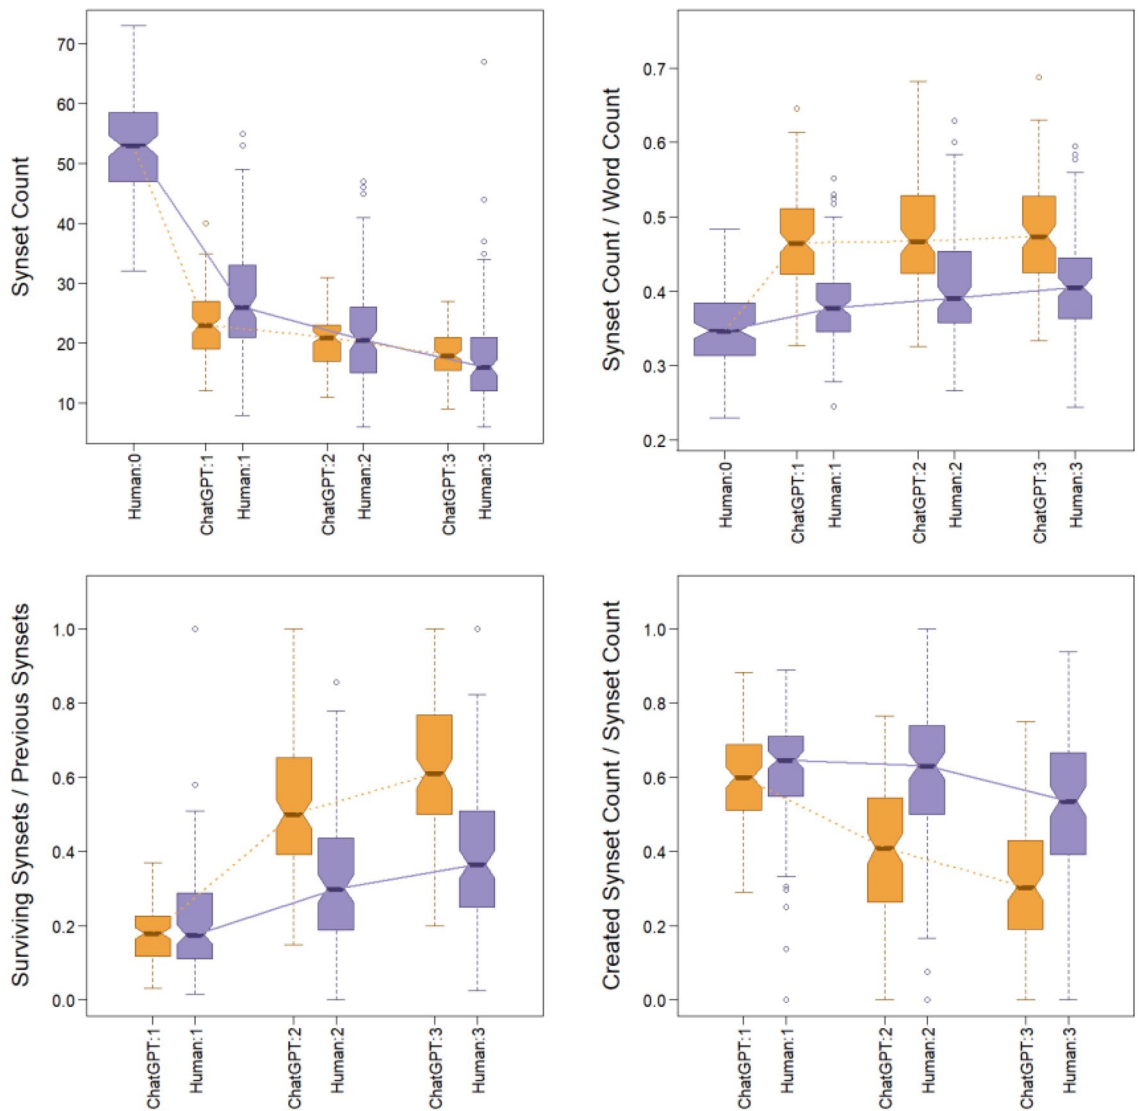 Synset Count
70
60
50
40
30
20
10
Human:0
ChatGPT:1
Human:1
ChatGPT:2
Human:2
ChatGPT:3
Human:3
Synset Count / Word Count
0.7
0.6
0.5
0.4
0.3
0.2
Human:0
ChatGPT:1
Human:1
ChatGPT:2
Human:2
ChatGPT:3
Human:3
Surviving Synsets / Previous Synsets
1.0
0.8
0.6
0.4
0.2
0.0
ChatGPT:1
Human:1
ChatGPT:2
Human:2
ChatGPT:3
Human:3
Created Synset Count / Synset Count
1.0
0.8
0.6
0.4
0.2
0.0
ChatGPT:1
Human:1
ChatGPT:2
Human:2
ChatGPT:3
Human:3